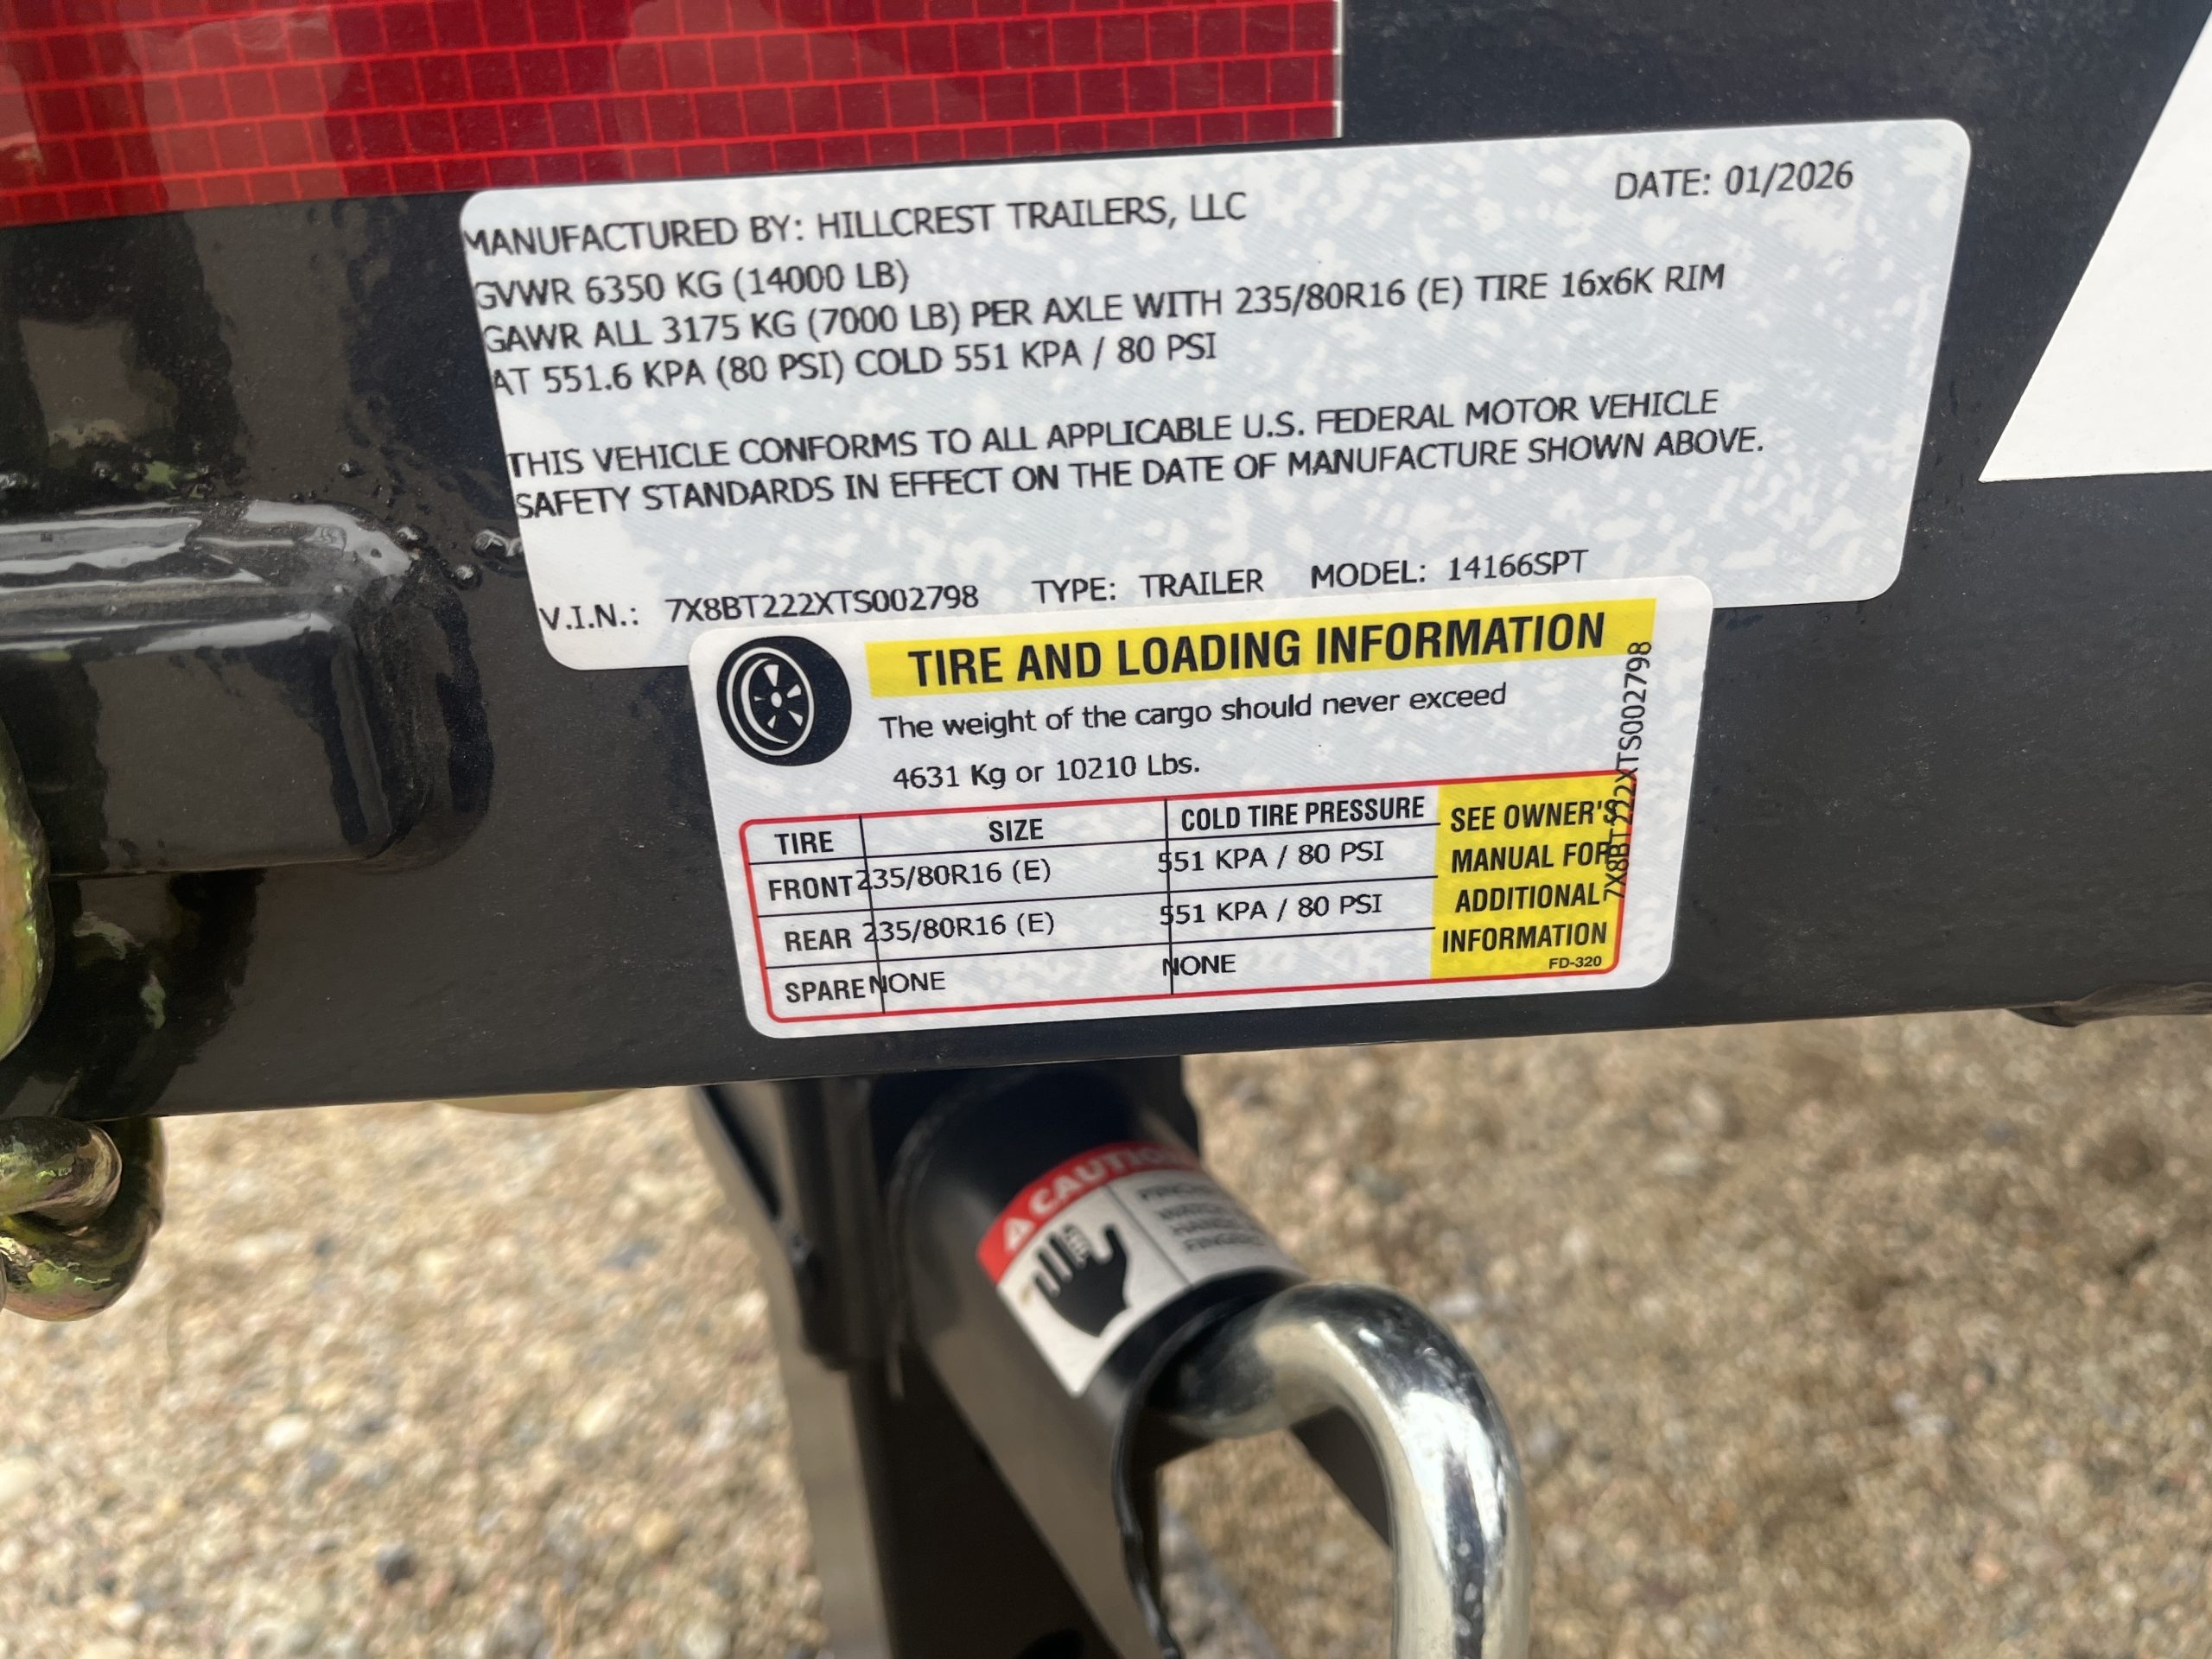 MANUFACTURED BY: HILLCREST TRAILERS, LLC DATE: 01/2026
GVWR 6350 KG (14000 LB)
GAWR ALL 3175 KG (7000 LB) PER AXLE WITH 235/80R16 (E) TIRE 16x6K RIM
AT 551.6 KPA (80 PSI) COLD 551 KPA / 80 PSI
THIS VEHICLE CONFORMS TO ALL APPLICABLE U.S. FEDERAL MOTOR VEHICLE
SAFETY STANDARDS IN EFFECT ON THE DATE OF MANUFACTURE SHOWN ABOVE.
V.I.N.: 7X8BT222XTS002798 TYPE: TRAILER MODEL: 14166SPT
TIRE AND LOADING INFORMATION
The weight of the cargo should never exceed
4631 Kg or 10210 Lbs.
7X8BT222XTS002798
TIRE SIZE COLD TIRE PRESSURE
FRONT 235/80R16 (E) 551 KPA / 80 PSI
REAR 235/80R16 (E) 551 KPA / 80 PSI
SPARE NONE NONE
SEE OWNER'S
MANUAL FOR
ADDITIONAL
INFORMATION
FD-320
CAUTION